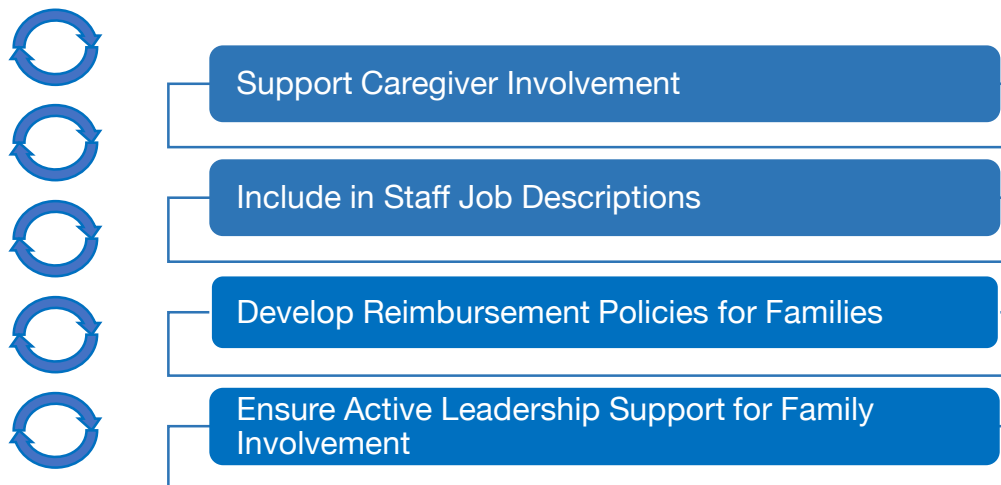 Support Caregiver Involvement
Include in Staff Job Descriptions
Develop Reimbursement Policies for Families
Ensure Active Leadership Support for Family
Involvement